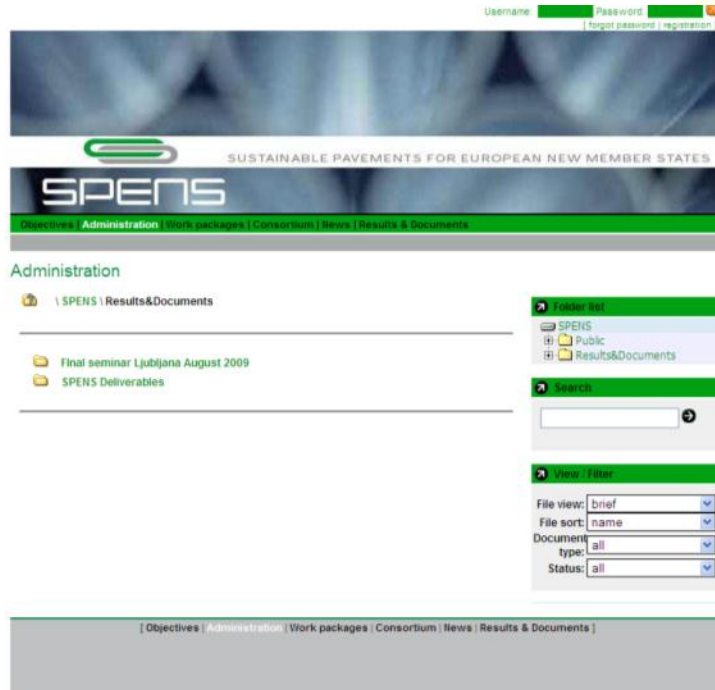 Username Password
[ forgot password | registration ]
SUSTAINABLE PAVEMENTS FOR EUROPEAN NEW MEMBER STATES
SPENS
Objectives | Administration | Work packages | Consortium | News | Results & Documents
Administration
\ SPENS \ Results&Documents
Final seminar Ljubljana August 2009
SPENS Deliverables
Folder list
SPENS
Public
Results&Documents
Search
View / Filter
File view: brief
File sort: name
Document type: all
Status: all
[ Objectives | Administration | Work packages | Consortium | News | Results & Documents ]